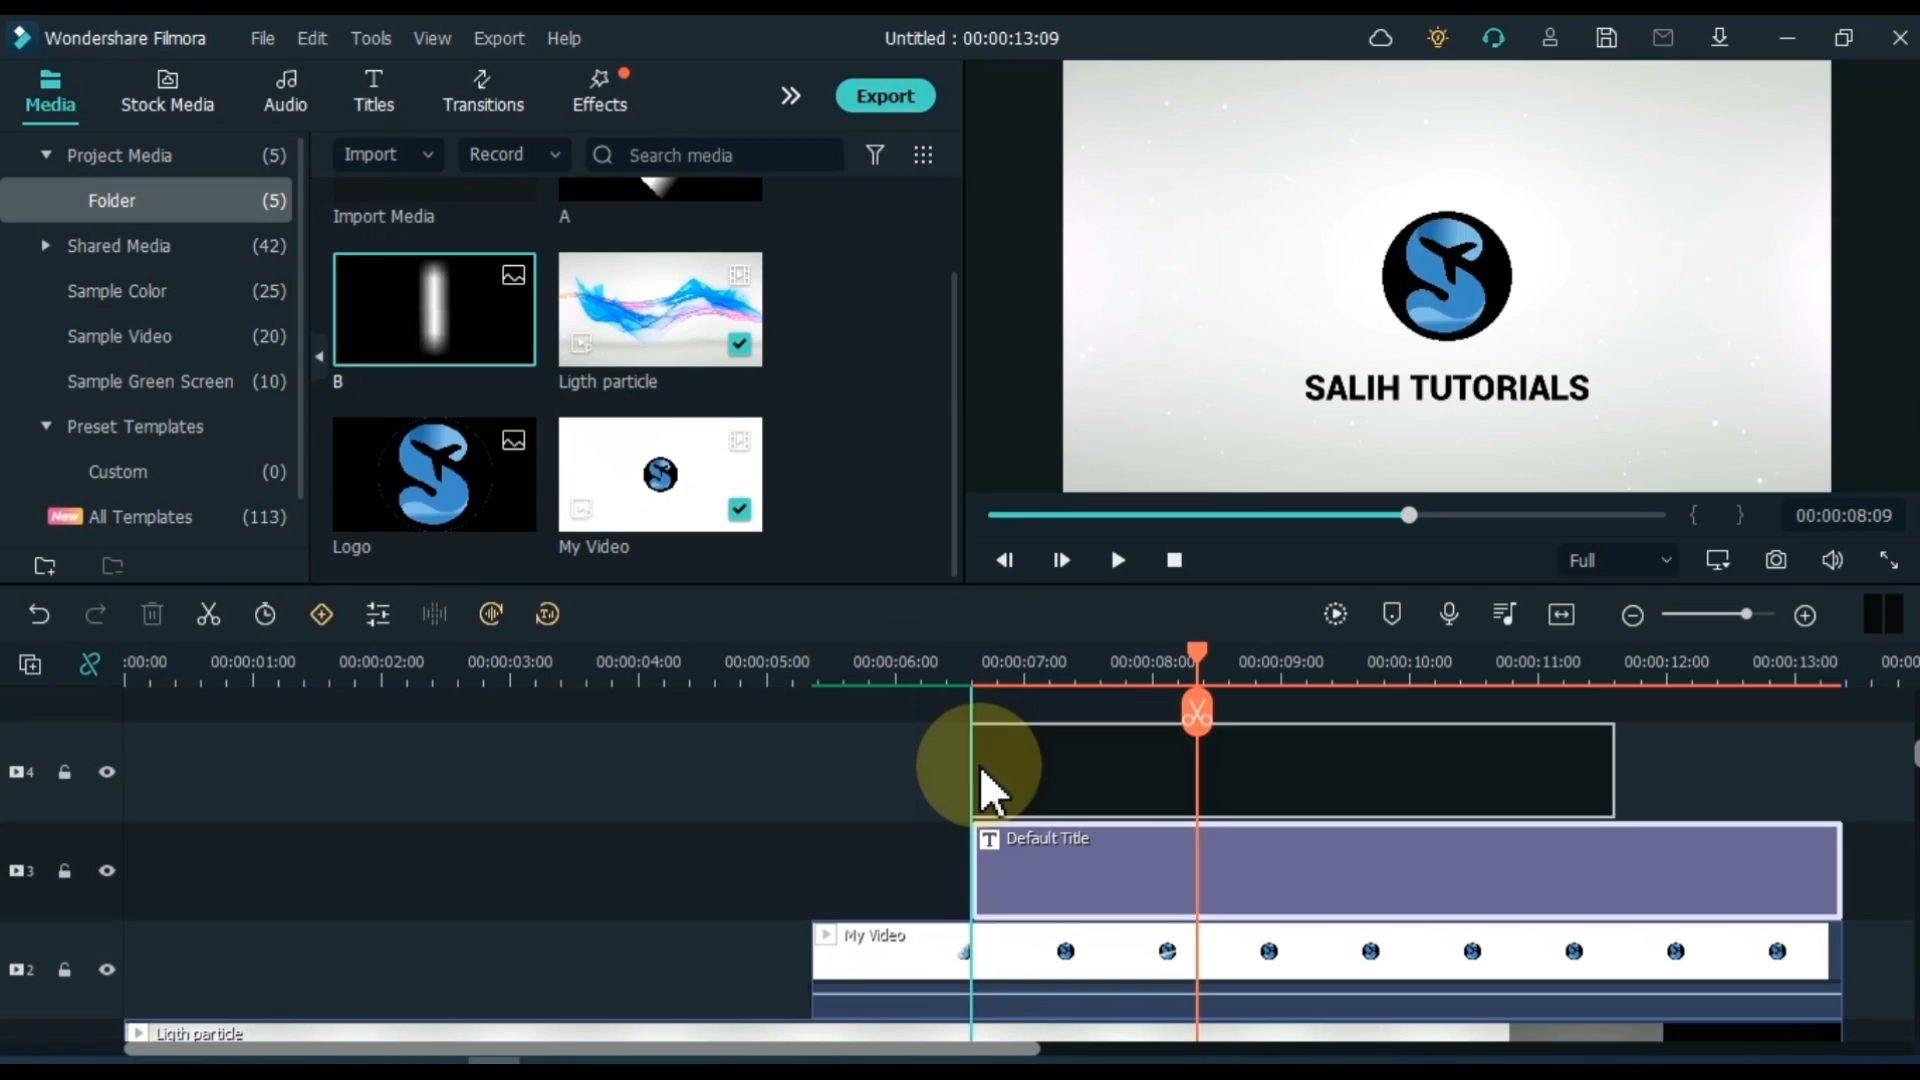 Wondershare Filmora File Edit Tools View Export Help Untitled : 00:00:13:09
Media Stock Media Audio Titles Transitions Effects Export
Project Media (5) Import Record Search media
Folder (5)
Import Media A
Shared Media (42)
Sample Color (25)
Sample Video (20)
Sample Green Screen (10)
B Ligth particle
SALIH TUTORIALS
Preset Templates
Custom (0)
New All Templates (113)
Logo My Video
00:00:08:09
Full
:00:00 00:00:01:00 00:00:02:00 00:00:03:00 00:00:04:00 00:00:05:00 00:00:06:00 00:00:07:00 00:00:08:00 00:00:09:00 00:00:10:00 00:00:11:00 00:00:12:00 00:00:13:00 00:00
4
3 T Default Title
My Video
2
Ligth particle